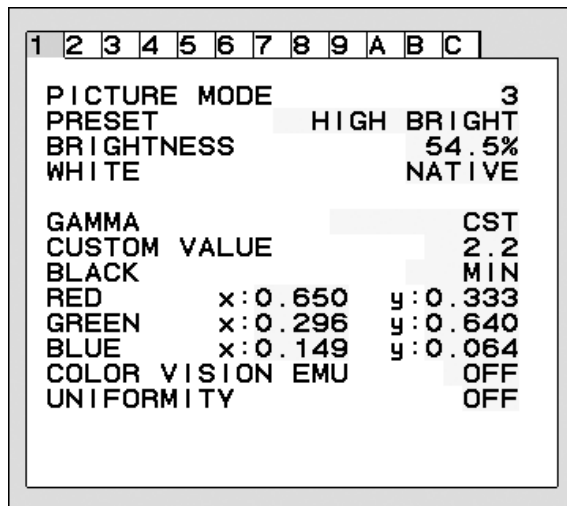 1 2 3 4 5 6 7 8 9 A B C
PICTURE MODE 3
PRESET HIGH BRIGHT
BRIGHTNESS 54.5%
WHITE NATIVE
GAMMA CST
CUSTOM VALUE 2.2
BLACK MIN
RED x:0.650 y:0.333
GREEN x:0.296 y:0.640
BLUE x:0.149 y:0.064
COLOR VISION EMU OFF
UNIFORMITY OFF